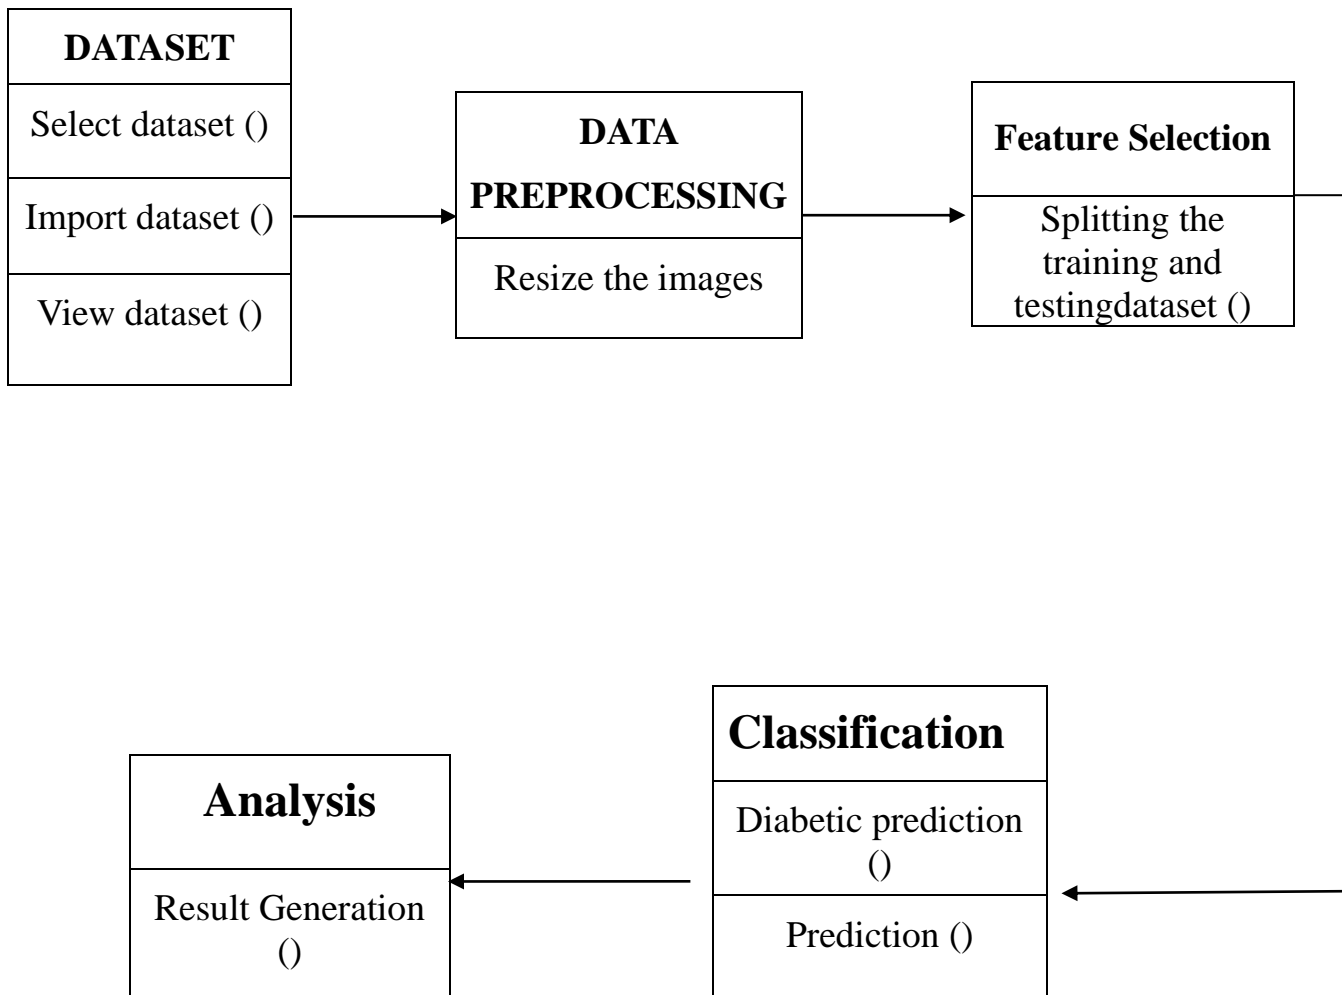 DATASET
Select dataset ()
Import dataset ()
View dataset ()
DATA
PREPROCESSING
Resize the images
Feature Selection
Splitting the
training and
testingdataset ()
Classification
Diabetic prediction
()
Prediction ()
Analysis
Result Generation
()